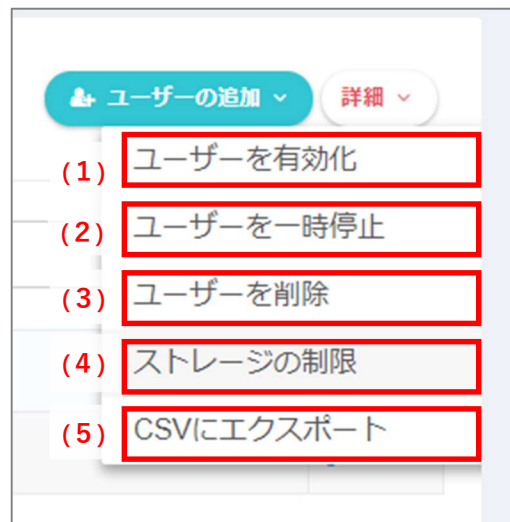 ユーザーの追加 詳細
(1) ユーザーを有効化
(2) ユーザーを一時停止
(3) ユーザーを削除
(4) ストレージの制限
(5) CSVにエクスポート